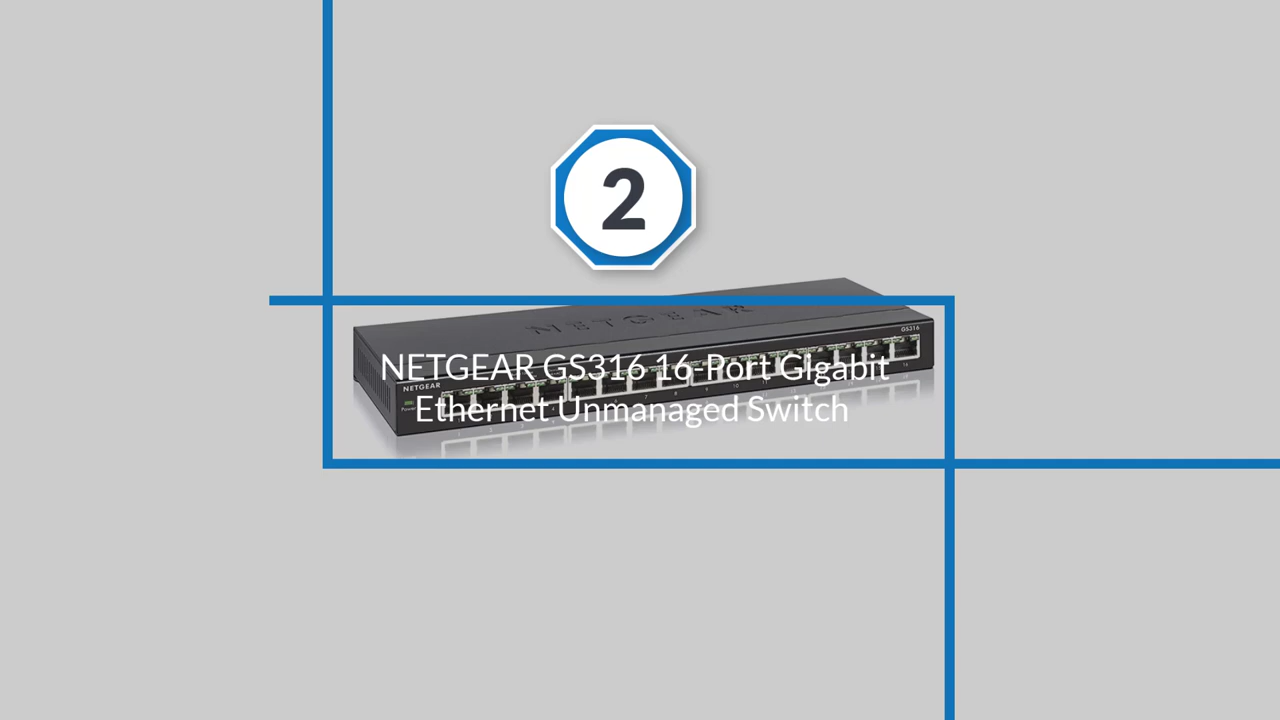 2
NETGEAR
GS316
NETGEAR GS316 16-Port Gigabit
Ethernet Unmanaged Switch
NETGEAR
Power